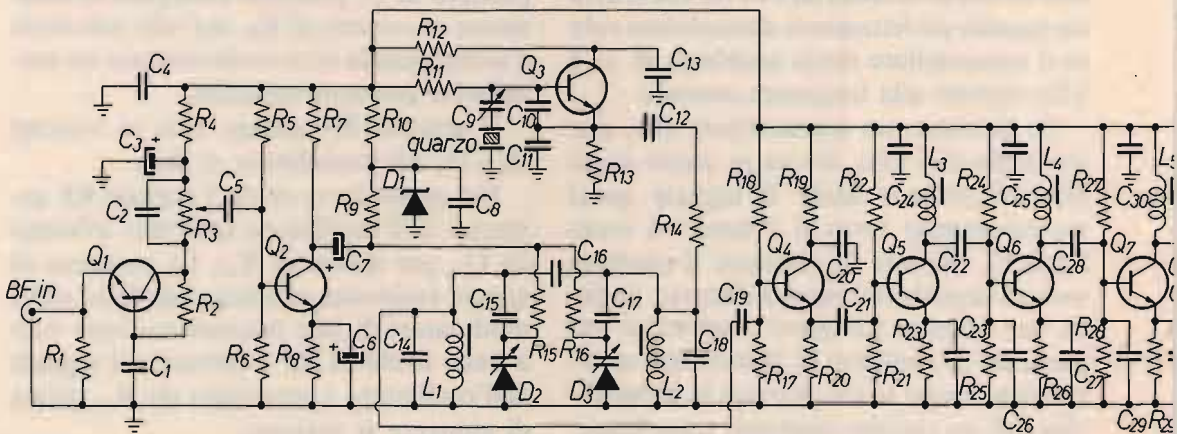 R12
R11
Q3
C13
C12
C4
R4
R5
R7
R10
C9
C10
quarzo
C11
R13
C3
+
C5
C2
R3
D1
C8
R9
R14
R18
R19
R22
C24
L3
R24
C25
L4
R27
C30
L5
Q1
Q2
C7
+
Q4
Q5
Q6
Q7
C20
C22
C28
BF in
R2
C16
C15
C17
C19
C21
R1
C1
R6
R8
+
C6
C14
L1
R15
R16
D2
D3
L2
C18
R17
R20
R21
R23
C23
R25
C26
R26
C27
R28
C29